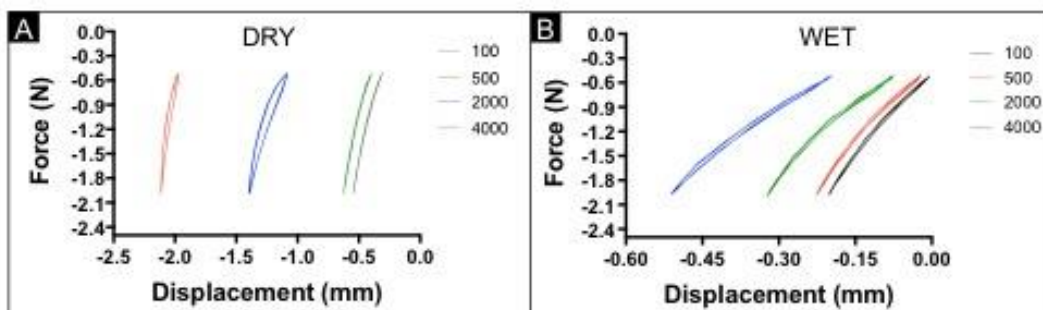 A
DRY
0.0
-0.3
-0.6
-0.9
-1.2
-1.5
-1.8
-2.1
-2.4
Force (N)
-2.5 -2.0 -1.5 -1.0 -0.5 0.0
Displacement (mm)
100
500
2000
4000
B
WET
0.0
-0.3
-0.6
-0.9
-1.2
-1.5
-1.8
-2.1
-2.4
Force (N)
-0.60 -0.45 -0.30 -0.15 0.00
Displacement (mm)
100
500
2000
4000